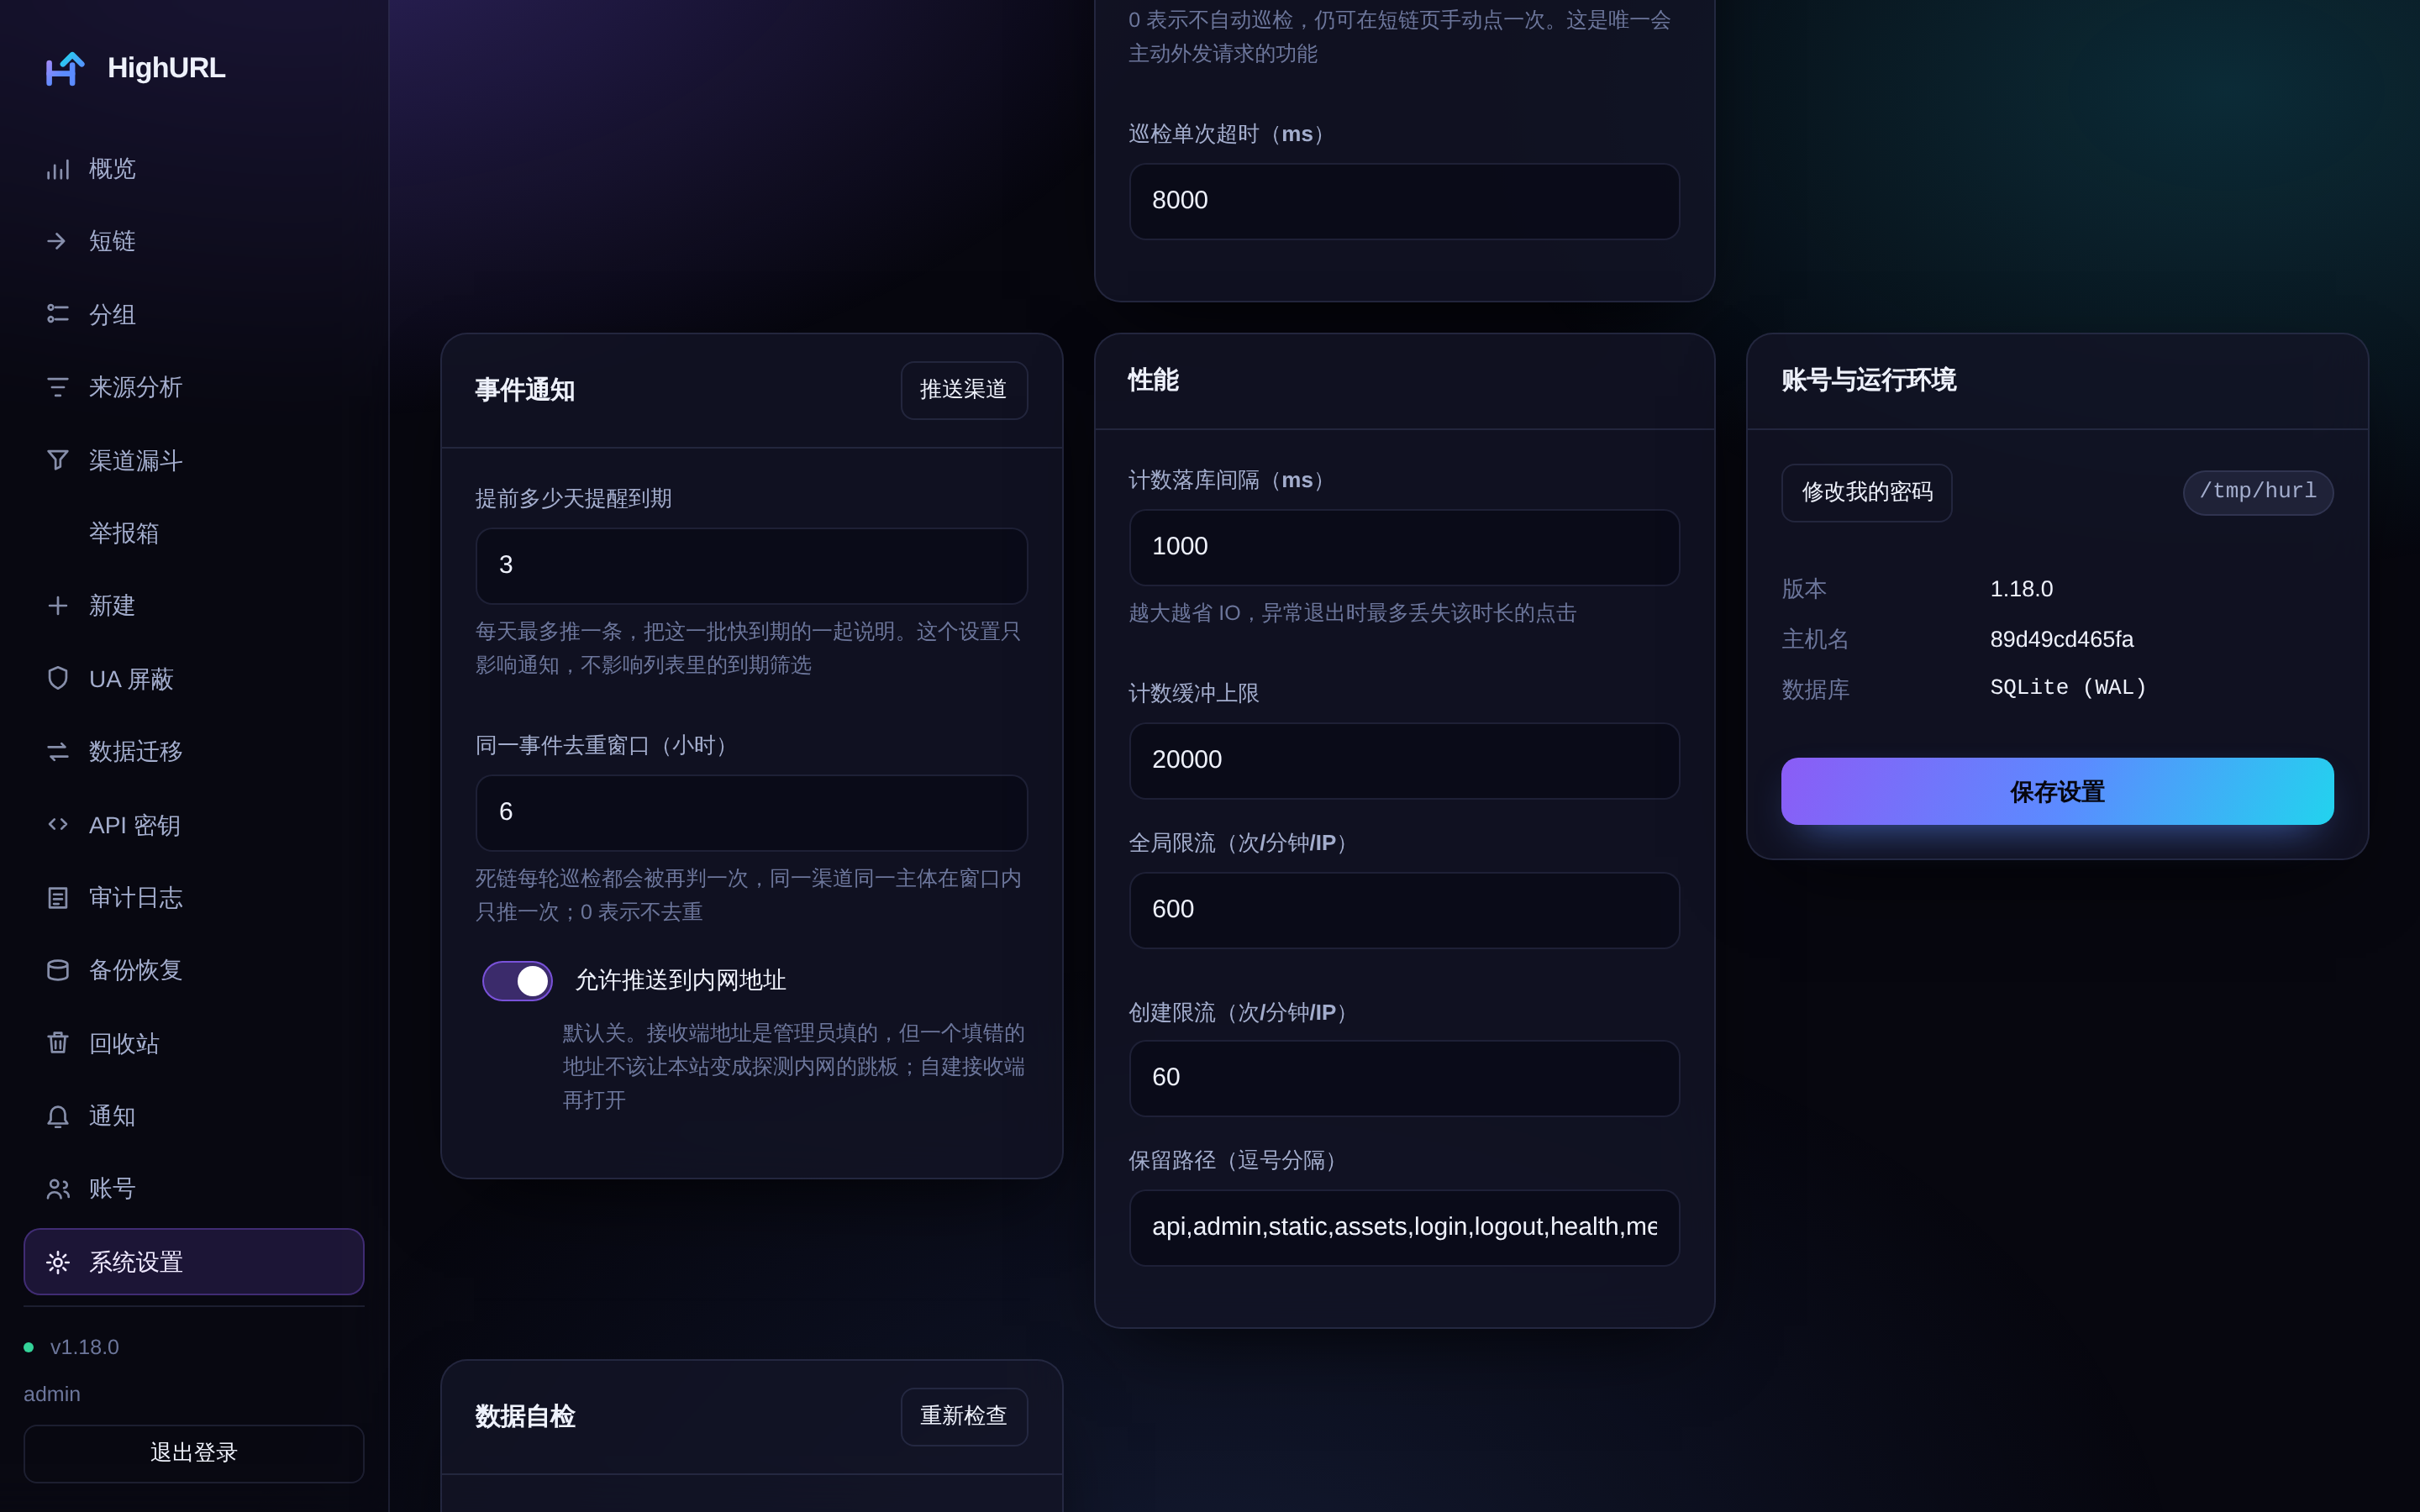 HighURL
概览
短链
分组
来源分析
渠道漏斗
举报箱
新建
UA 屏蔽
数据迁移
API 密钥
审计日志
备份恢复
回收站
通知
账号
系统设置
v1.18.0
admin
退出登录
0 表示不自动巡检，仍可在短链页手动点一次。这是唯一会
主动外发请求的功能
巡检单次超时（ms）
8000
事件通知
推送渠道
提前多少天提醒到期
3
每天最多推一条，把这一批快到期的一起说明。这个设置只
影响通知，不影响列表里的到期筛选
同一事件去重窗口（小时）
6
死链每轮巡检都会被再判一次，同一渠道同一主体在窗口内
只推一次；0 表示不去重
允许推送到内网地址
默认关。接收端地址是管理员填的，但一个填错的
地址不该让本站变成探测内网的跳板；自建接收端
再打开
性能
计数落库间隔（ms）
1000
越大越省 IO，异常退出时最多丢失该时长的点击
计数缓冲上限
20000
全局限流（次/分钟/IP）
600
创建限流（次/分钟/IP）
60
保留路径（逗号分隔）
api,admin,static,assets,login,logout,health,me
账号与运行环境
修改我的密码
/tmp/hurl
版本 1.18.0
主机名 89d49cd465fa
数据库 SQLite (WAL)
保存设置
数据自检
重新检查